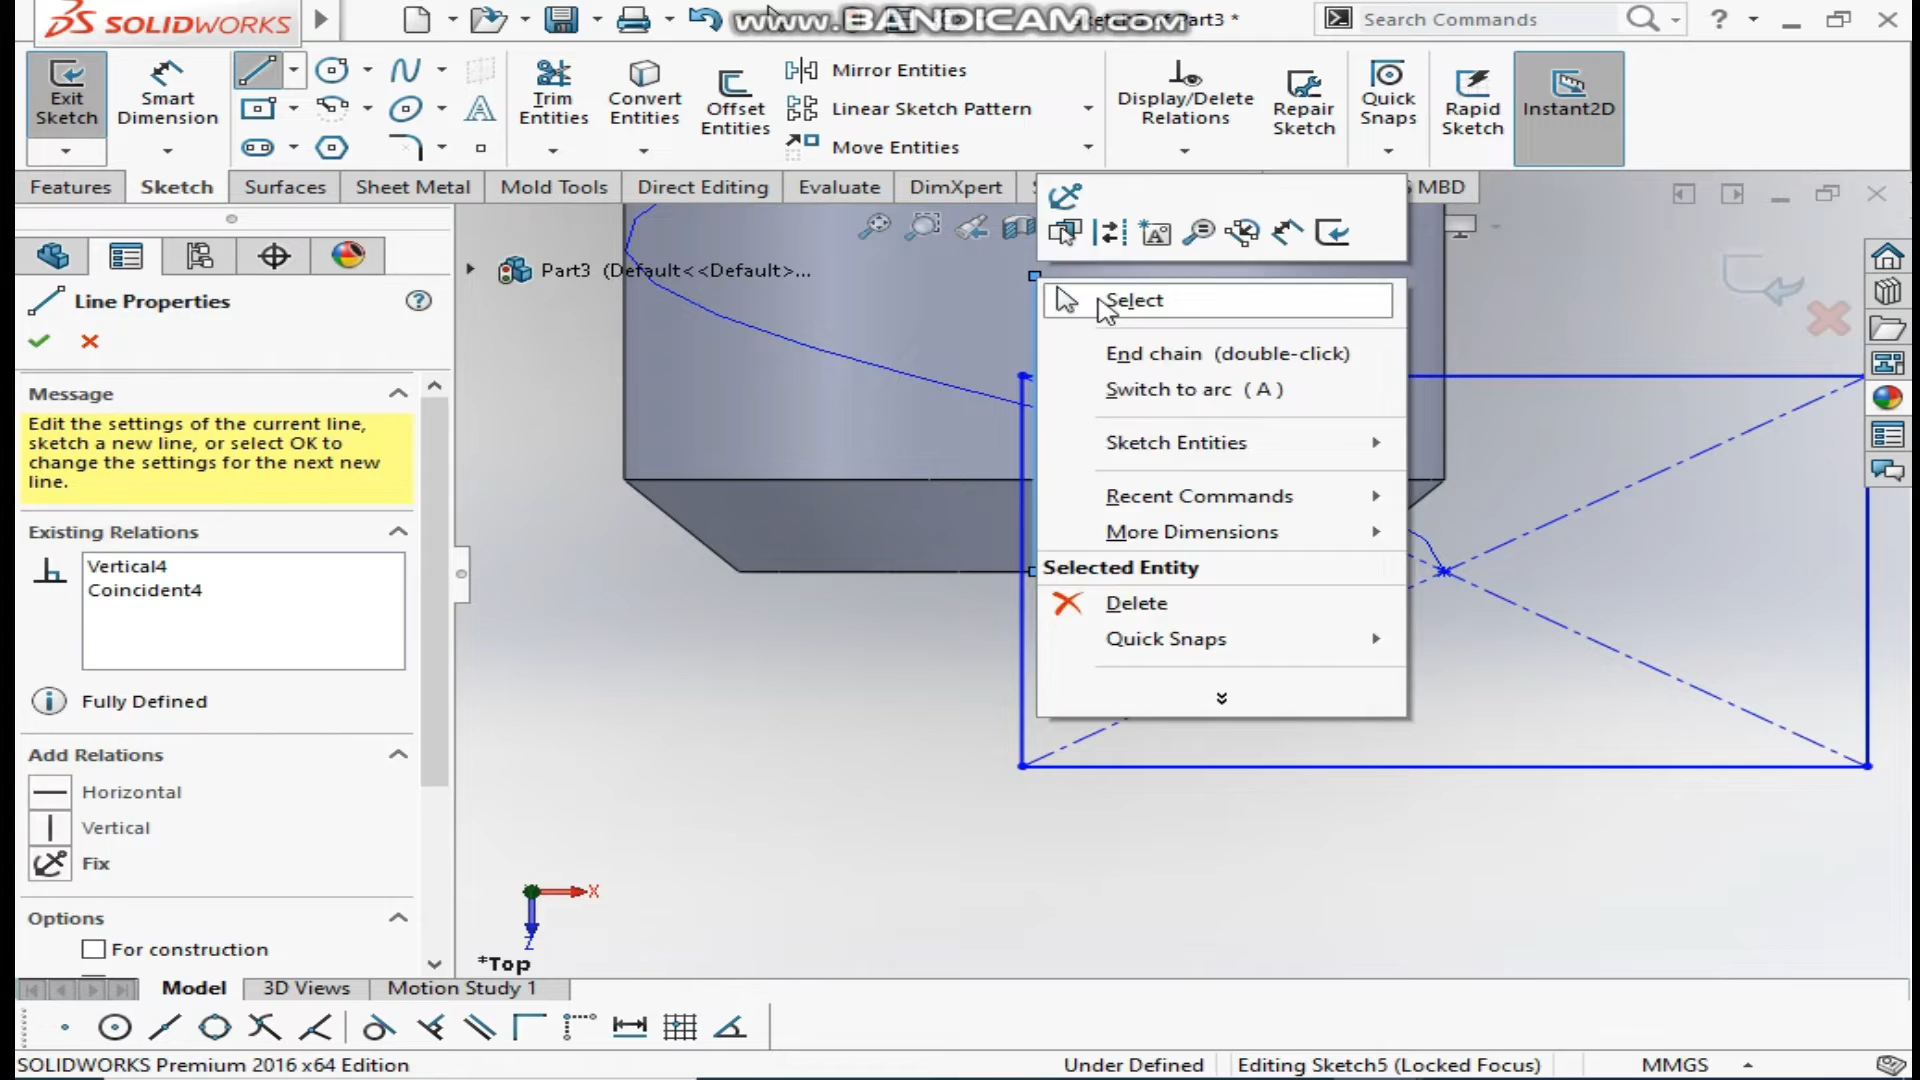 SOLIDWORKS
www.BANDICAM.com
Part3 *
Search Commands
?
Exit Sketch
Smart Dimension
Trim Entities
Convert Entities
Offset Entities
Mirror Entities
Linear Sketch Pattern
Move Entities
Display/Delete Relations
Repair Sketch
Quick Snaps
Rapid Sketch
Instant2D
Features
Sketch
Surfaces
Sheet Metal
Mold Tools
Direct Editing
Evaluate
DimXpert
MBD
Part3 (Default<<Default>...
Line Properties
Message
Edit the settings of the current line,
sketch a new line, or select OK to
change the settings for the next new
line.
Existing Relations
Vertical4
Coincident4
Fully Defined
Add Relations
Horizontal
Vertical
Fix
Options
For construction
Select
End chain (double-click)
Switch to arc ( A )
Sketch Entities
Recent Commands
More Dimensions
Selected Entity
Delete
Quick Snaps
X
Z
*Top
Model
3D Views
Motion Study 1
SOLIDWORKS Premium 2016 x64 Edition
Under Defined
Editing Sketch5 (Locked Focus)
MMGS